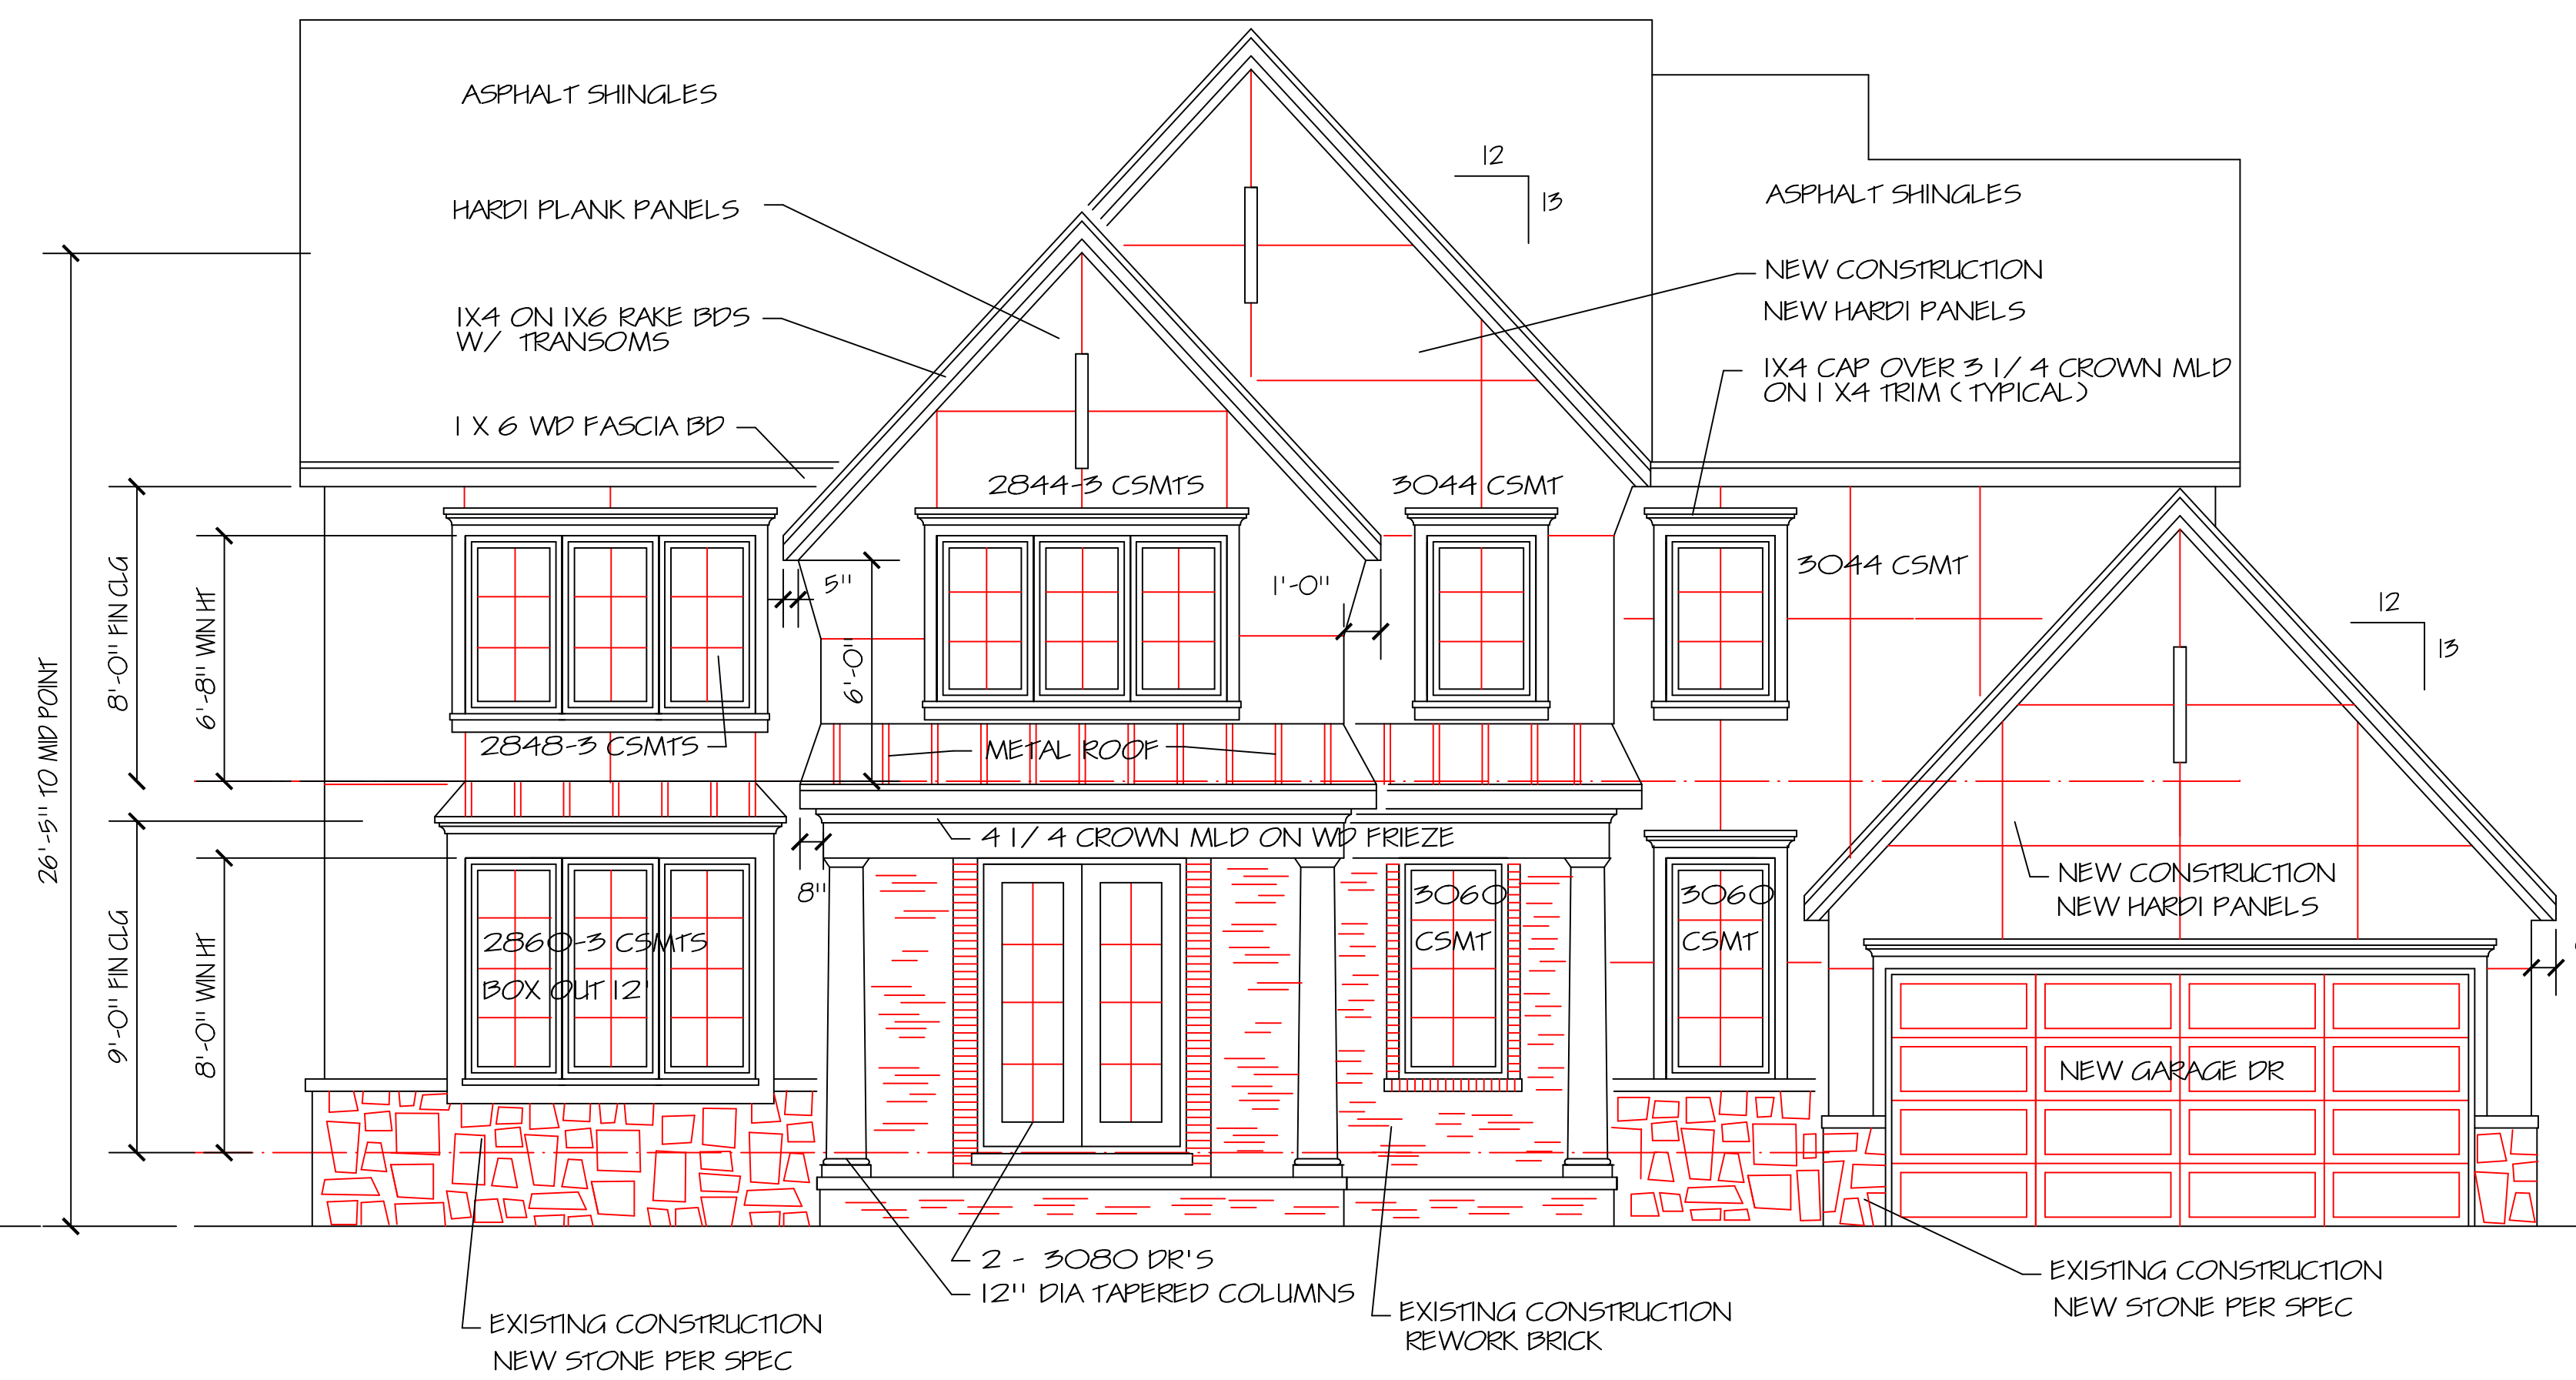 ASPHALT SHINGLES
HARDI PLANK PANELS
1X4 ON 1X6 RAKE BDS
W/ TRANSOMS
1 X 6 WD FASCIA BD
12
13
ASPHALT SHINGLES
NEW CONSTRUCTION
NEW HARDI PANELS
1X4 CAP OVER 3 1/4 CROWN MLD
ON 1 X4 TRIM (TYPICAL)
2844-3 CSMTS
3044 CSMT
3044 CSMT
12
13
26'-5" TO MID POINT
8'-0" FIN CLG
6'-8" WIN HT
5"
6'-0"
1'-0"
2848-3 CSMTS
METAL ROOF
4 1/4 CROWN MLD ON WD FRIEZE
8"
9'-0" FIN CLG
8'-0" WIN HT
2860-3 CSMTS
BOX OUT 12'
3060
CSMT
3060
CSMT
NEW CONSTRUCTION
NEW HARDI PANELS
NEW GARAGE DR
2 - 3080 DR'S
12" DIA TAPERED COLUMNS
EXISTING CONSTRUCTION
NEW STONE PER SPEC
EXISTING CONSTRUCTION
REWORK BRICK
EXISTING CONSTRUCTION
NEW STONE PER SPEC